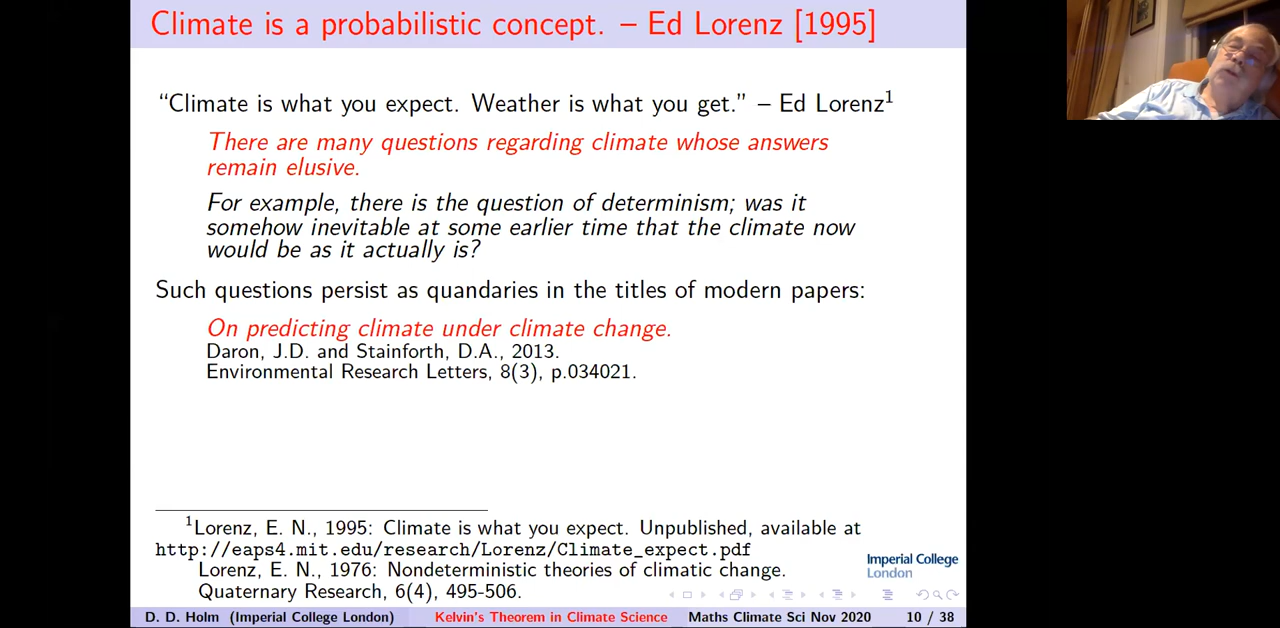 Climate is a probabilistic concept. – Ed Lorenz [1995]
“Climate is what you expect. Weather is what you get.” – Ed Lorenz1
There are many questions regarding climate whose answers
remain elusive.
For example, there is the question of determinism; was it
somehow inevitable at some earlier time that the climate now
would be as it actually is?
Such questions persist as quandaries in the titles of modern papers:
On predicting climate under climate change.
Daron, J.D. and Stainforth, D.A., 2013.
Environmental Research Letters, 8(3), p.034021.
1Lorenz, E. N., 1995: Climate is what you expect. Unpublished, available at
http://eaps4.mit.edu/research/Lorenz/Climate_expect.pdf
Lorenz, E. N., 1976: Nondeterministic theories of climatic change.
Quaternary Research, 6(4), 495-506.
Imperial College
London
D. D. Holm (Imperial College London) Kelvin's Theorem in Climate Science Maths Climate Sci Nov 2020 10 / 38